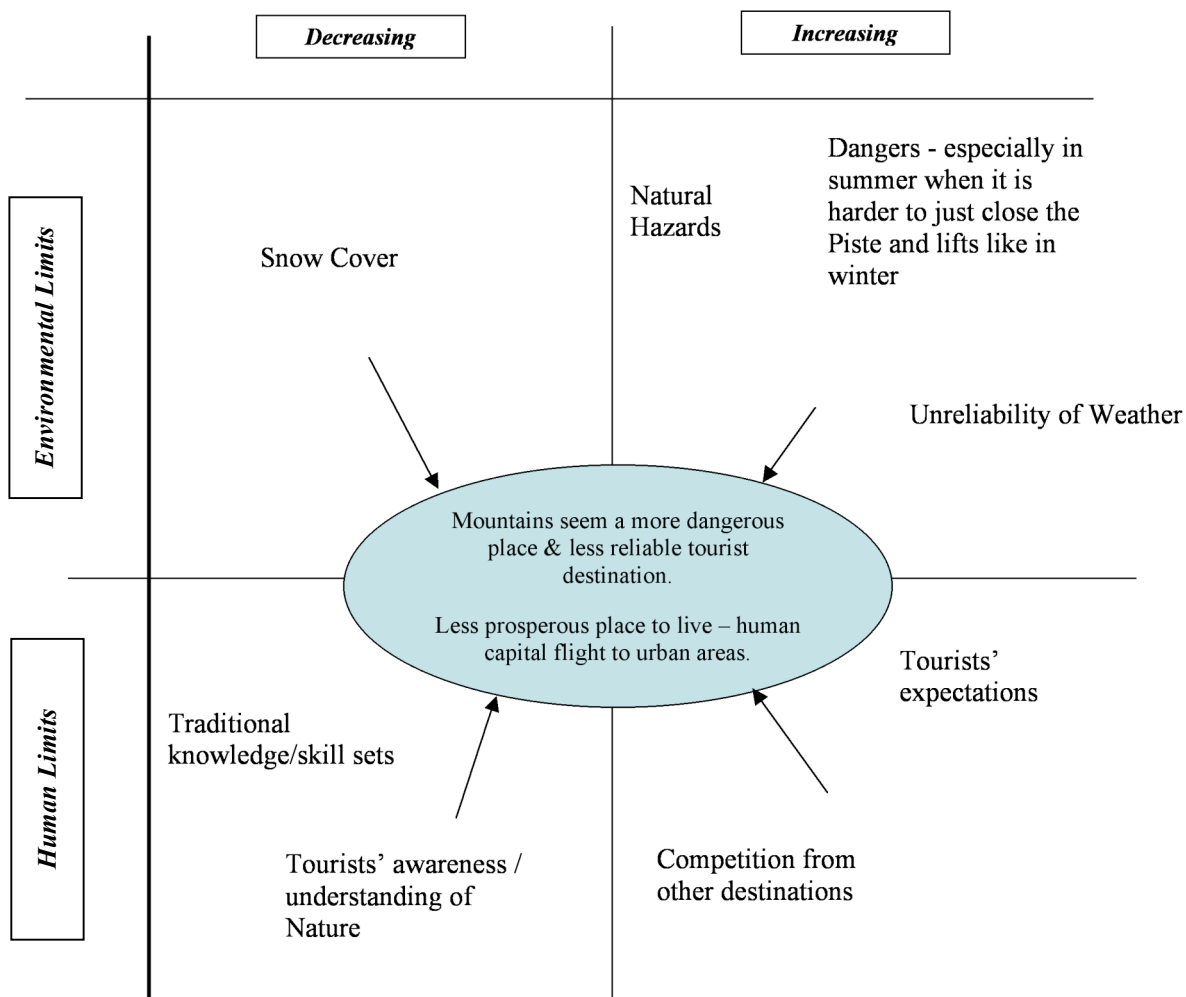 Decreasing
Increasing
Environmental Limits
Snow Cover
Natural
Hazards
Dangers - especially in
summer when it is
harder to just close the
Piste and lifts like in
winter
Unreliability of Weather
Mountains seem a more dangerous
place & less reliable tourist
destination.
Less prosperous place to live – human
capital flight to urban areas.
Human Limits
Traditional
knowledge/skill sets
Tourists’ awareness /
understanding of
Nature
Tourists’
expectations
Competition from
other destinations